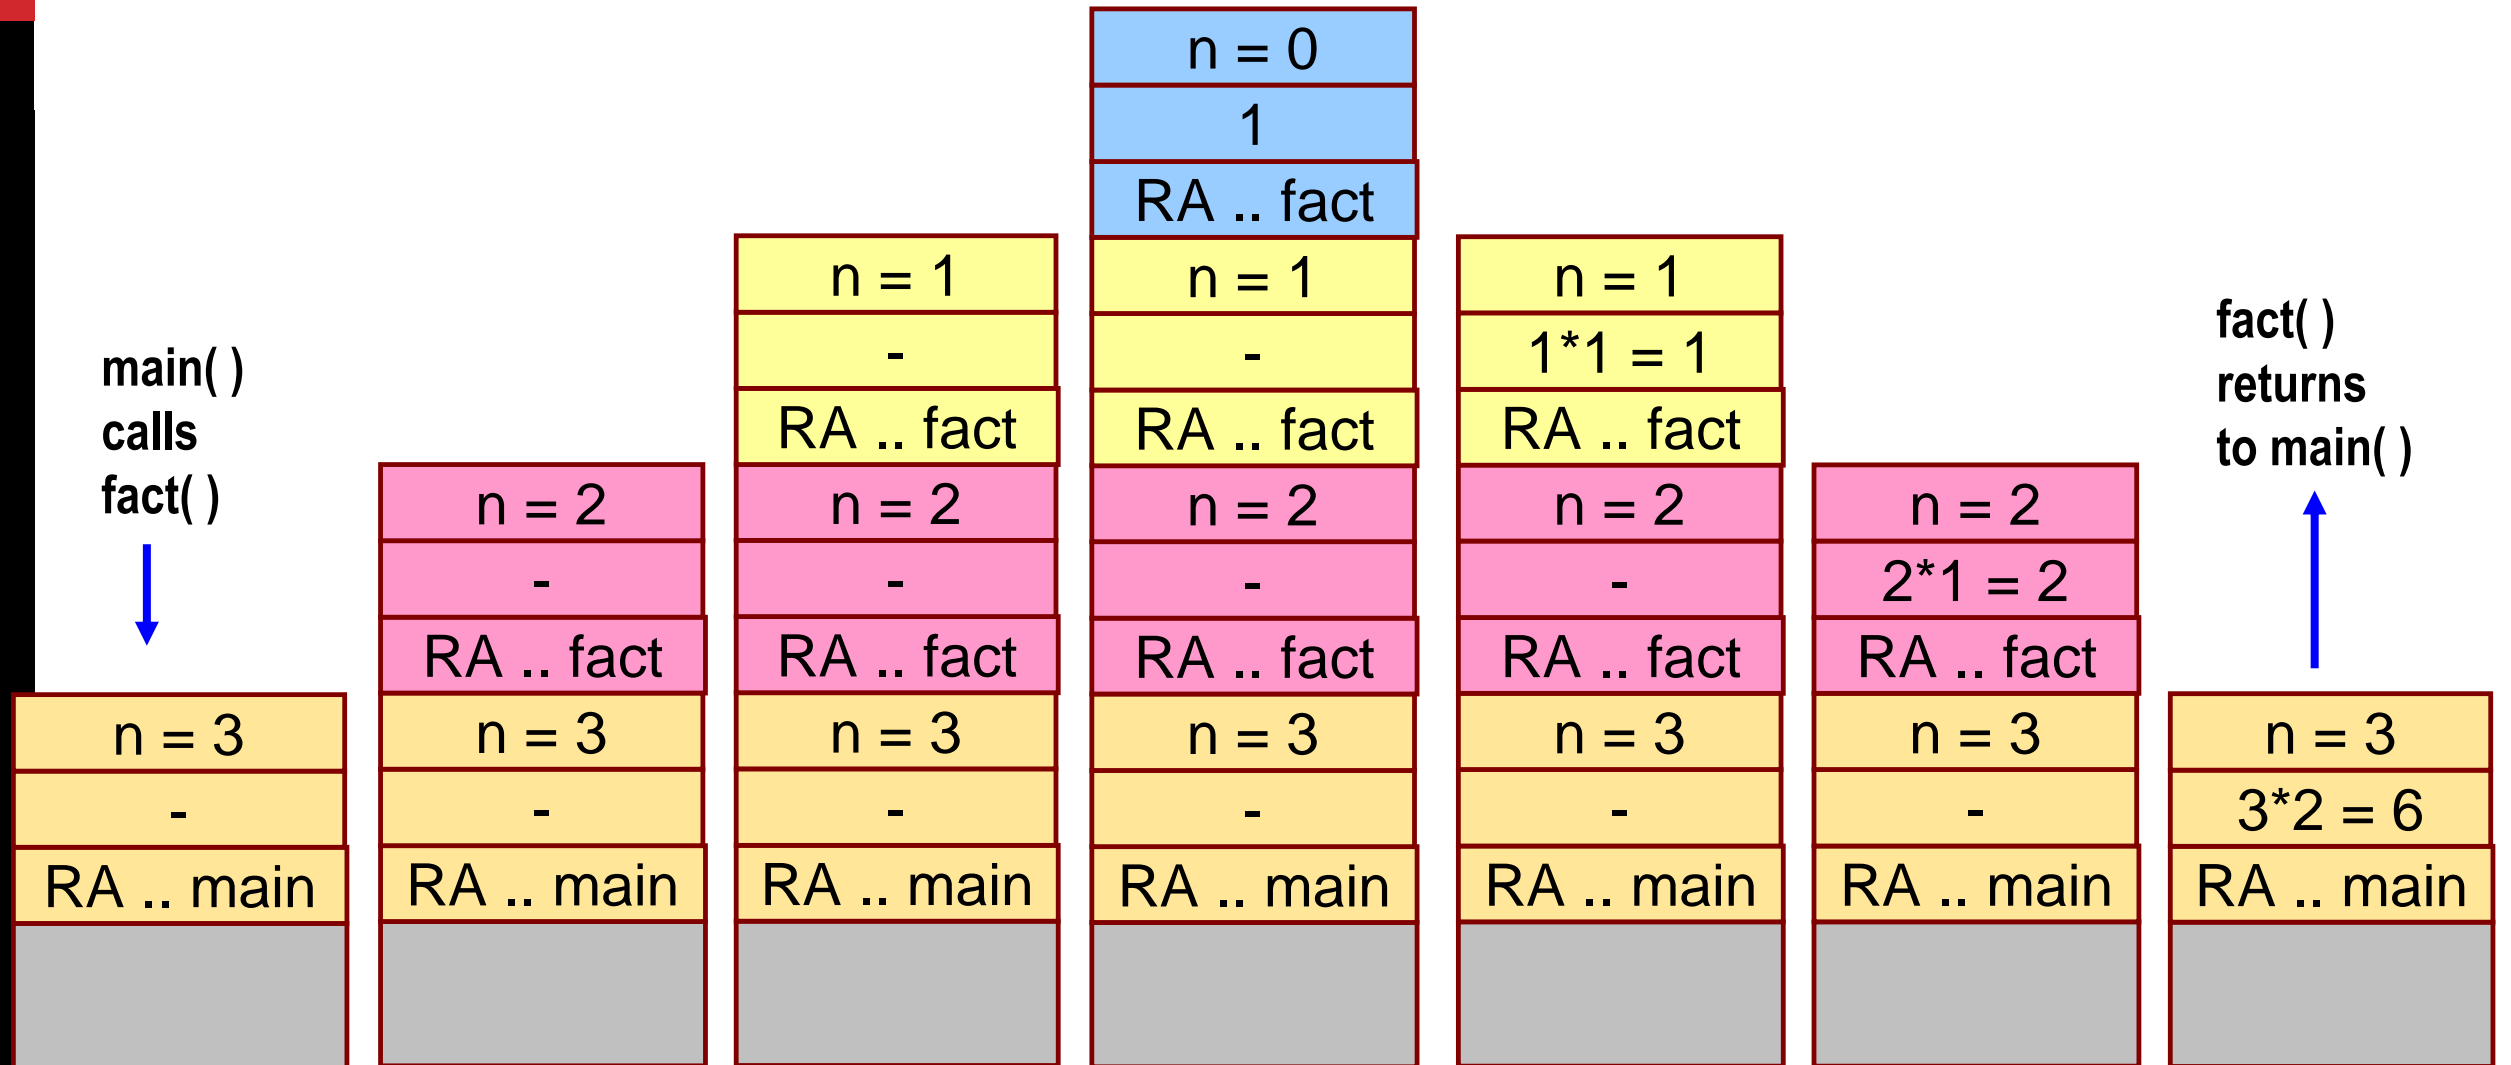 main( )
calls
fact( )
n = 3
-
RA .. main
n = 2
-
RA .. fact
n = 3
-
RA .. main
n = 1
-
RA .. fact
n = 2
-
RA .. fact
n = 3
-
RA .. main
n = 0
1
RA .. fact
n = 1
-
RA .. fact
n = 2
-
RA .. fact
n = 3
-
RA .. main
n = 1
1*1 = 1
RA .. fact
n = 2
-
RA .. fact
n = 3
-
RA .. main
n = 2
2*1 = 2
RA .. fact
n = 3
-
RA .. main
fact( )
returns
to main( )
n = 3
3*2 = 6
RA .. main